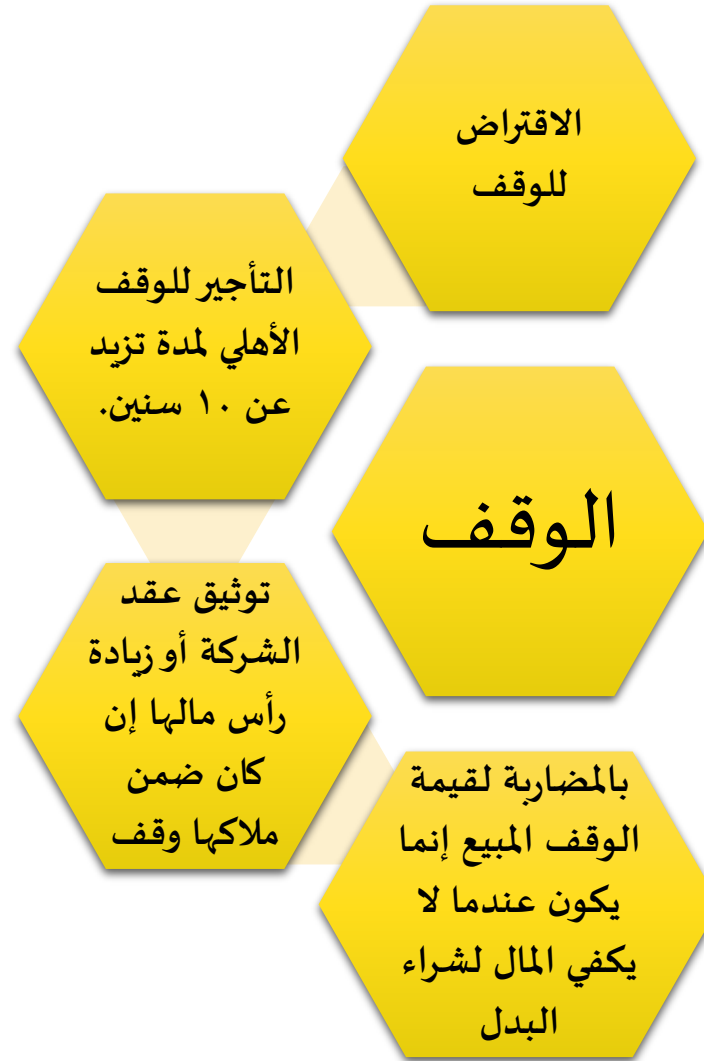 الاقتراض
للوقف
التأجير للوقف
الأهلي لمدة تزيد
عن ١٠ سنين.
الوقف
توثيق عقد
الشركة أو زيادة
رأس مالها إن
كان ضمن
ملاكها وقف
بالمضاربة لقيمة
الوقف المبيع إنما
يكون عندما لا
يكفي المال لشراء
البدل